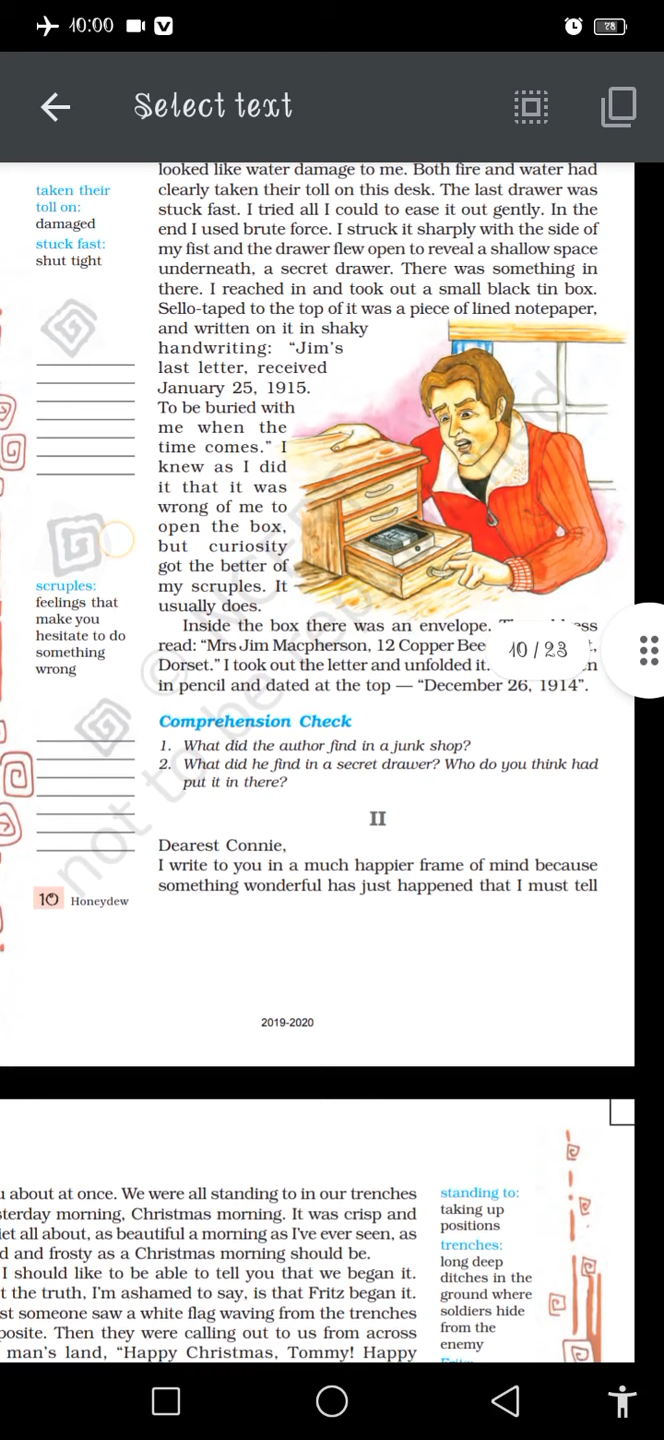 10:00
78
Select text
looked like water damage to me. Both fire and water had
clearly taken their toll on this desk. The last drawer was
stuck fast. I tried all I could to ease it out gently. In the
end I used brute force. I struck it sharply with the side of
my fist and the drawer flew open to reveal a shallow space
underneath, a secret drawer. There was something in
there. I reached in and took out a small black tin box.
Sello-taped to the top of it was a piece of lined notepaper,
and written on it in shaky
handwriting: “Jim's
last letter, received
January 25, 1915.
To be buried with
me when the
time comes.” I
knew as I did
it that it was
wrong of me to
open the box,
but curiosity
got the better of
my scruples. It
usually does.
Inside the box there was an envelope.
read: “Mrs Jim Macpherson, 12 Copper Bee
Dorset.” I took out the letter and unfolded it.
in pencil and dated at the top — “December 26, 1914”.
10 / 23
taken their
toll on:
damaged
stuck fast:
shut tight
scruples:
feelings that
make you
hesitate to do
something
wrong
Comprehension Check
1. What did the author find in a junk shop?
2. What did he find in a secret drawer? Who do you think had
put it in there?
II
Dearest Connie,
I write to you in a much happier frame of mind because
something wonderful has just happened that I must tell
10 Honeydew
2019-2020
about at once. We were all standing to in our trenches
sterday morning, Christmas morning. It was crisp and
iet all about, as beautiful a morning as I've ever seen, as
d and frosty as a Christmas morning should be.
I should like to be able to tell you that we began it.
t the truth, I'm ashamed to say, is that Fritz began it.
st someone saw a white flag waving from the trenches
posite. Then they were calling out to us from across
man's land, “Happy Christmas, Tommy! Happy
standing to:
taking up
positions
trenches:
long deep
ditches in the
ground where
soldiers hide
from the
enemy
not to be